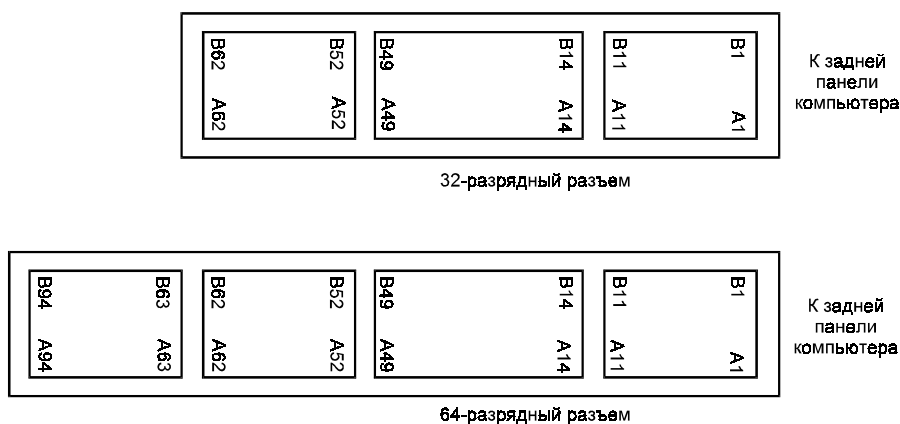 B62 B52 B49 B14 B11 B1
A62 A52 A49 A14 A11 A1
К задней
панели
компьютера
32-разрядный разъем
B94 B63 B62 B52 B49 B14 B11 B1
A94 A63 A62 A52 A49 A14 A11 A1
К задней
панели
компьютера
64-разрядный разъем